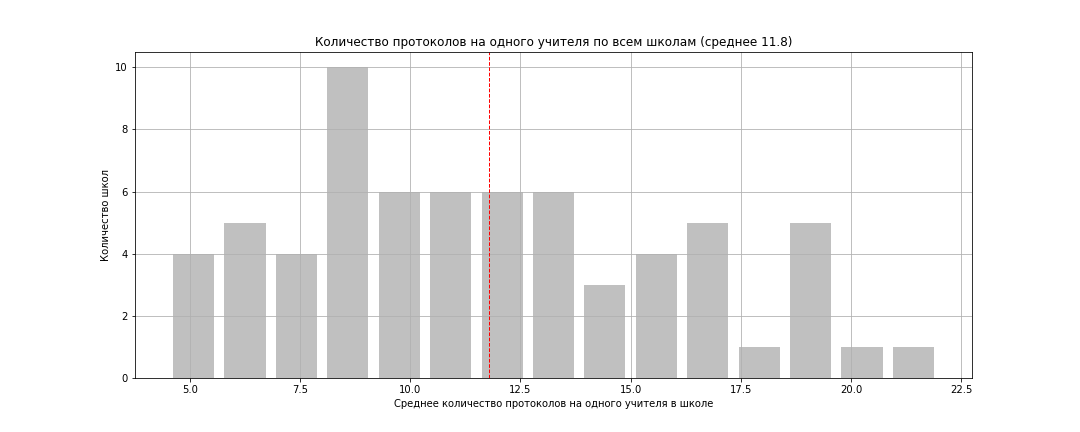 Количество протоколов на одного учителя по всем школам (среднее 11.8)
10
8
6
4
2
0
Количество школ
5.0 7.5 10.0 12.5 15.0 17.5 20.0 22.5
Среднее количество протоколов на одного учителя в школе